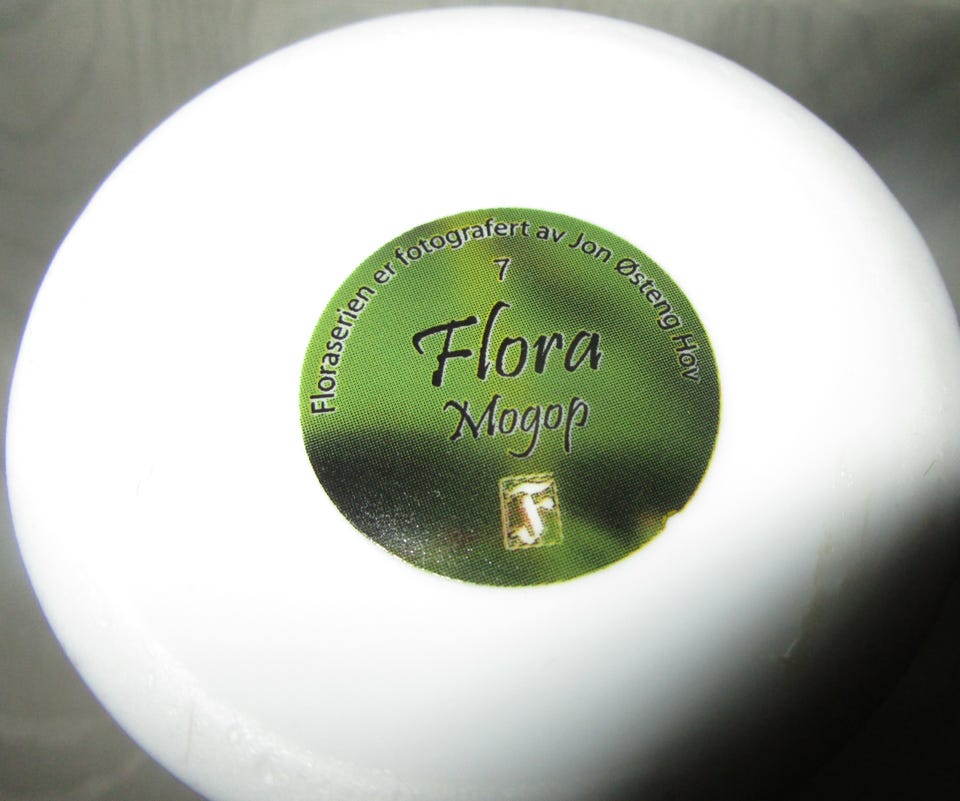 Floraserien er fotografert av Jon Østeng Hov
7
Flora
Mogop
F